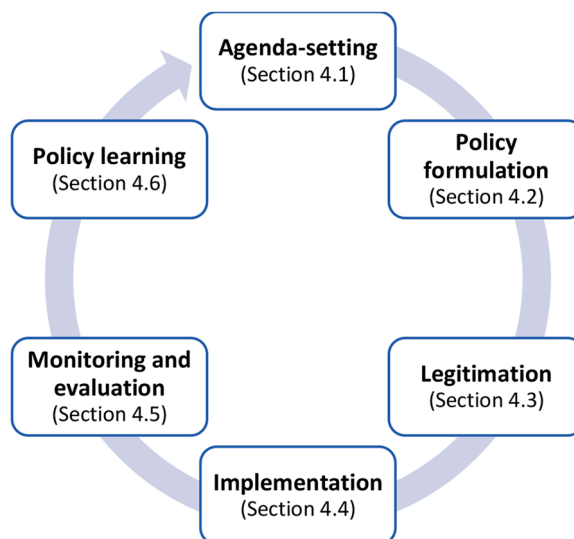 Agenda-setting
(Section 4.1)
Policy
formulation
(Section 4.2)
Legitimation
(Section 4.3)
Implementation
(Section 4.4)
Monitoring and
evaluation
(Section 4.5)
Policy learning
(Section 4.6)